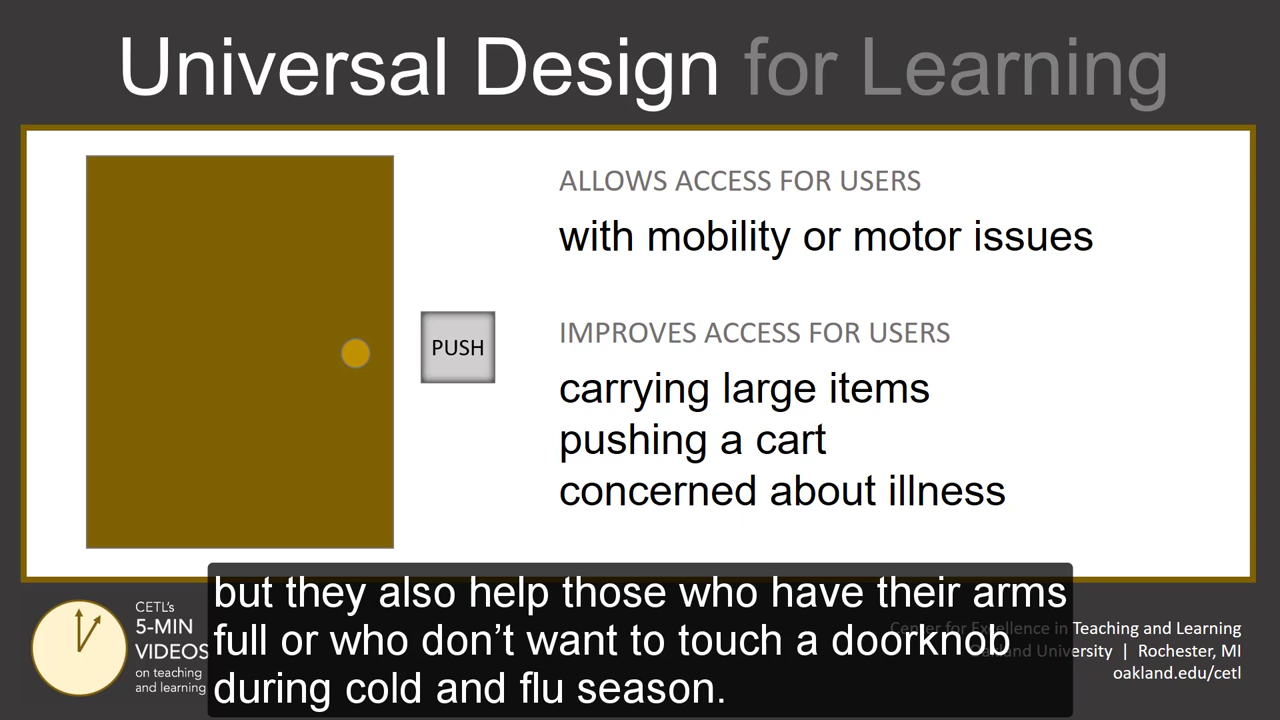 Universal Design for Learning
ALLOWS ACCESS FOR USERS
with mobility or motor issues
PUSH
IMPROVES ACCESS FOR USERS
carrying large items
pushing a cart
concerned about illness
but they also help those who have their arms
full or who don't want to touch a doorknob
during cold and flu season.
CETL's
5-MIN
VIDEOS
on teaching
and learning
Center for Excellence in Teaching and Learning
Oakland University | Rochester, MI
oakland.edu/cetl